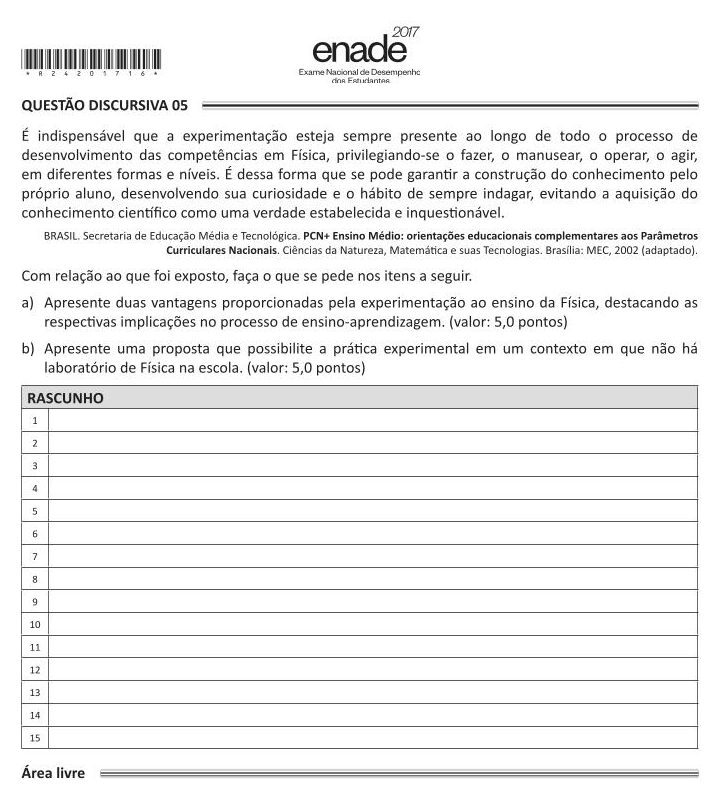 2017
enade
Exame Nacional de Desempenho
dos Estudantes
* R 2 4 2 0 1 7 1 6 *
QUESTÃO DISCURSIVA 05
É indispensável que a experimentação esteja sempre presente ao longo de todo o processo de
desenvolvimento das competências em Física, privilegiando-se o fazer, o manusear, o operar, o agir,
em diferentes formas e níveis. É dessa forma que se pode garantir a construção do conhecimento pelo
próprio aluno, desenvolvendo sua curiosidade e o hábito de sempre indagar, evitando a aquisição do
conhecimento científico como uma verdade estabelecida e inquestionável.
BRASIL. Secretaria de Educação Média e Tecnológica. PCN+ Ensino Médio: orientações educacionais complementares aos Parâmetros
Curriculares Nacionais. Ciências da Natureza, Matemática e suas Tecnologias. Brasília: MEC, 2002 (adaptado).
Com relação ao que foi exposto, faça o que se pede nos itens a seguir.
a) Apresente duas vantagens proporcionadas pela experimentação ao ensino da Física, destacando as
respectivas implicações no processo de ensino-aprendizagem. (valor: 5,0 pontos)
b) Apresente uma proposta que possibilite a prática experimental em um contexto em que não há
laboratório de Física na escola. (valor: 5,0 pontos)
RASCUNHO
1
2
3
4
5
6
7
8
9
10
11
12
13
14
15
Área livre